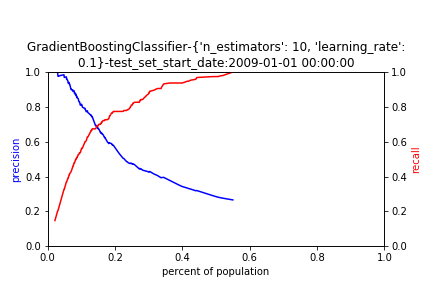 GradientBoostingClassifier-{'n_estimators': 10, 'learning_rate':
0.1}-test_set_start_date:2009-01-01 00:00:00
1.0
0.8
0.6
0.4
0.2
0.0
precision
1.0
0.8
0.6
0.4
0.2
0.0
recall
0.0 0.2 0.4 0.6 0.8 1.0
percent of population